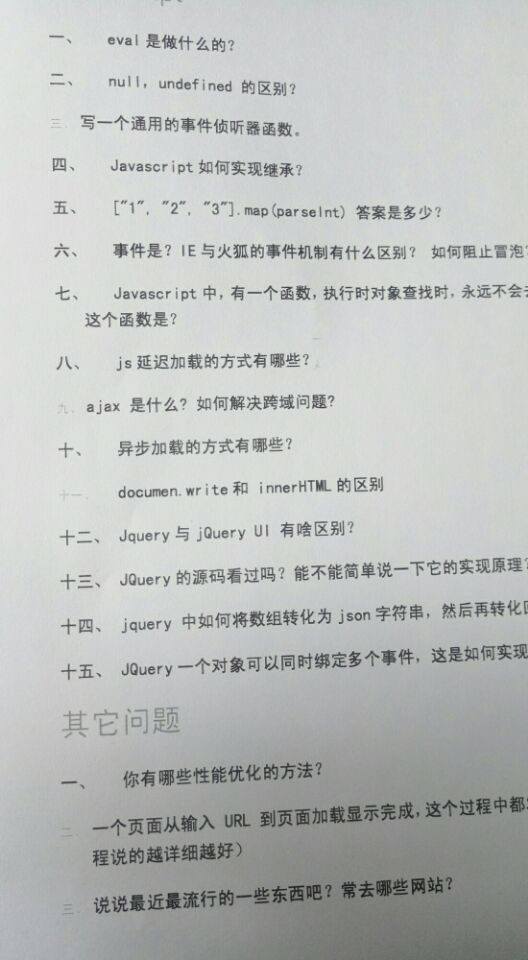 一、 eval 是做什么的?
二、 null, undefined 的区别?
三. 写一个通用的事件侦听器函数。
四、 Javascript 如何实现继承?
五、 ["1", "2", "3"].map(parseInt) 答案是多少?
六、 事件是? IE 与火狐的事件机制有什么区别? 如何阻止冒泡?
七、 Javascript 中,有一个函数,执行时对象查找时,永远不会
这个函数是?
八、 js 延迟加载的方式有哪些?
九. ajax 是什么? 如何解决跨域问题?
十、 异步加载的方式有哪些?
十一. documen.write 和 innerHTML 的区别
十二、 Jquery 与 jQuery UI 有啥区别?
十三、 JQuery 的源码看过吗? 能不能简单说一下它的实现原理?
十四、 jquery 中如何将数组转化为 json 字符串,然后再转化
十五、 JQuery 一个对象可以同时绑定多个事件,这是如何实现
其它问题
一、 你有哪些性能优化的方法?
二. 一个页面从输入 URL 到页面加载显示完成,这个过程中都
程说的越详细越好)
三. 说说最近最流行的一些东西吧? 常去哪些网站?